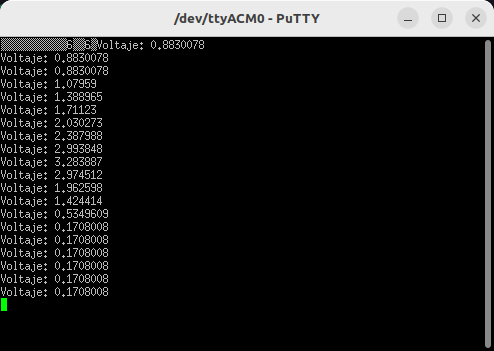 /dev/ttyACM0 - PuTTY
6 6 Voltaje: 0.8830078
Voltaje: 0.8830078
Voltaje: 0.8830078
Voltaje: 1.07959
Voltaje: 1.388965
Voltaje: 1.71123
Voltaje: 2.030273
Voltaje: 2.387988
Voltaje: 2.993848
Voltaje: 3.283887
Voltaje: 2.974512
Voltaje: 1.962598
Voltaje: 1.424414
Voltaje: 0.5349609
Voltaje: 0.1708008
Voltaje: 0.1708008
Voltaje: 0.1708008
Voltaje: 0.1708008
Voltaje: 0.1708008
Voltaje: 0.1708008